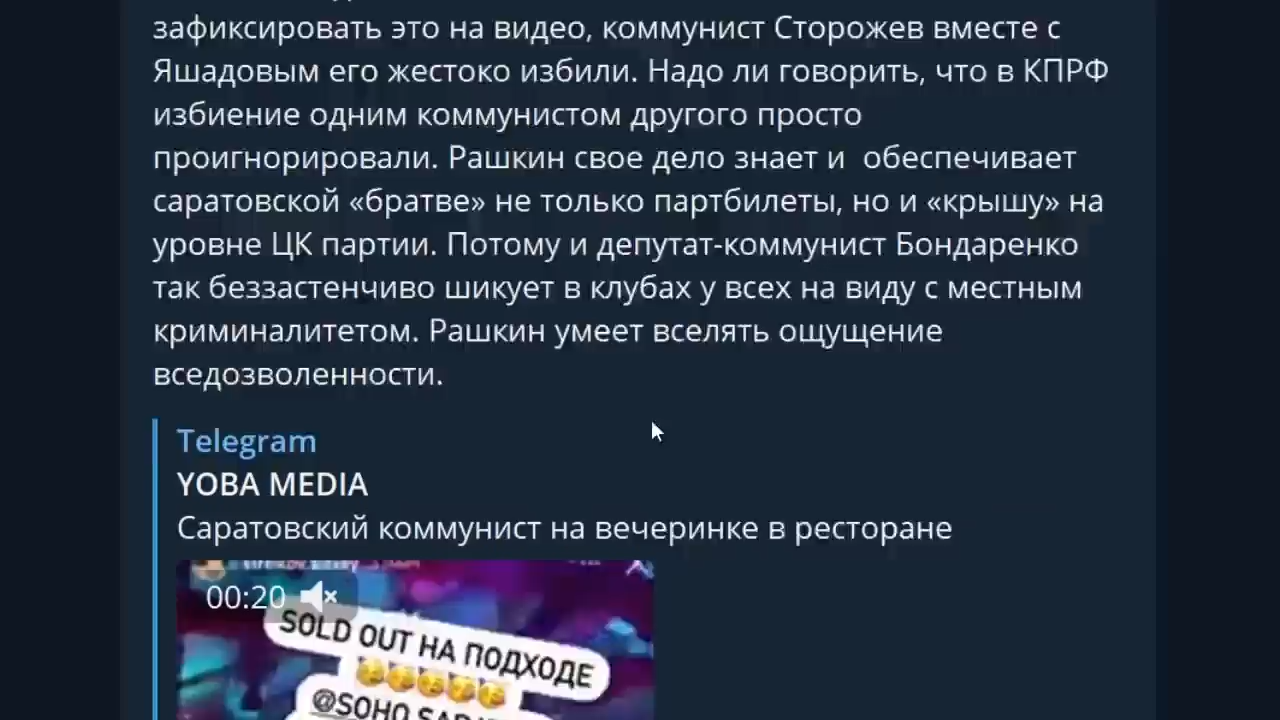 зафиксировать это на видео, коммунист Сторожев вместе с
Яшадовым его жестоко избили. Надо ли говорить, что в КПРФ
избиение одним коммунистом другого просто
проигнорировали. Рашкин свое дело знает и  обеспечивает
саратовской «братве» не только партбилеты, но и «крышу» на
уровне ЦК партии. Потому и депутат-коммунист Бондаренко
так беззастенчиво шикует в клубах у всех на виду с местным
криминалитетом. Рашкин умеет вселять ощущение
вседозволенности.
Telegram
YOBA MEDIA
Саратовский коммунист на вечеринке в ресторане
00:20
SOLD OUT НА ПОДХОДЕ
@SOHO